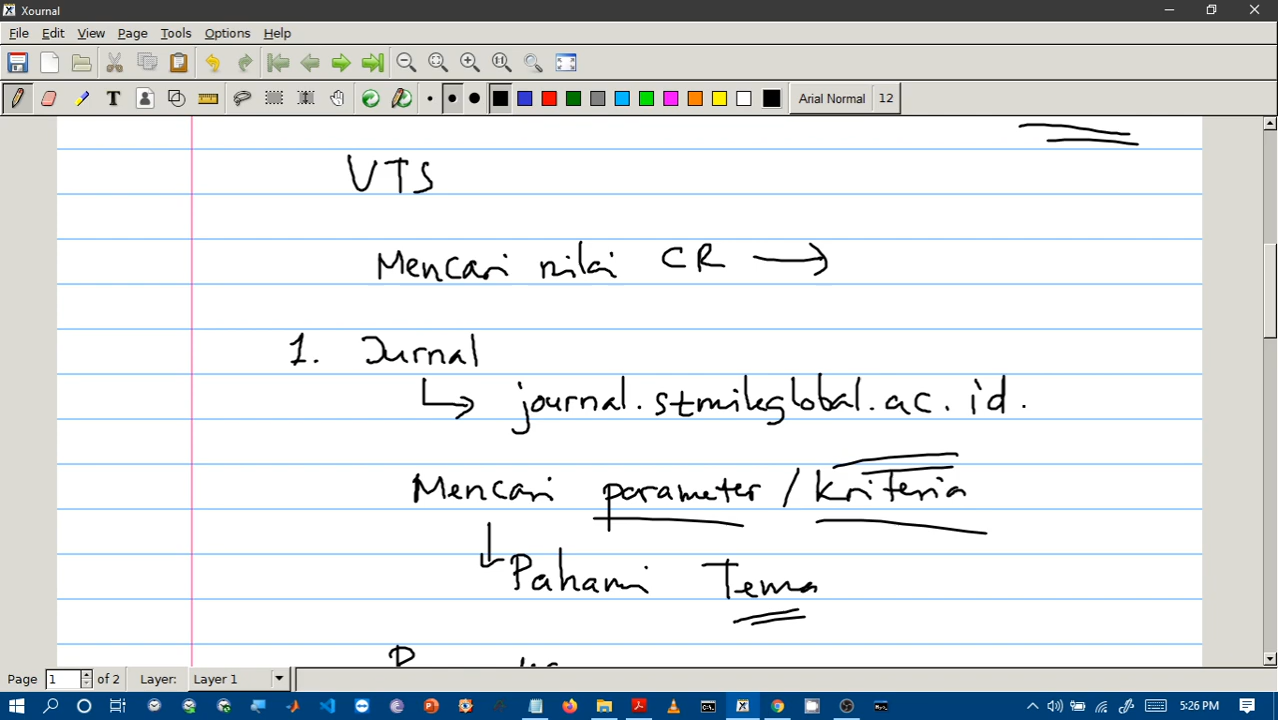 Xournal
File Edit View Page Tools Options Help
Arial Normal 12
UTS
Mencari nilai CR →
1. Jurnal
↳ journal.stmikglobal.ac.id.
Mencari parameter / kriteria
↳ Pahami Tema
Page 1 of 2 Layer: Layer 1
5:26 PM